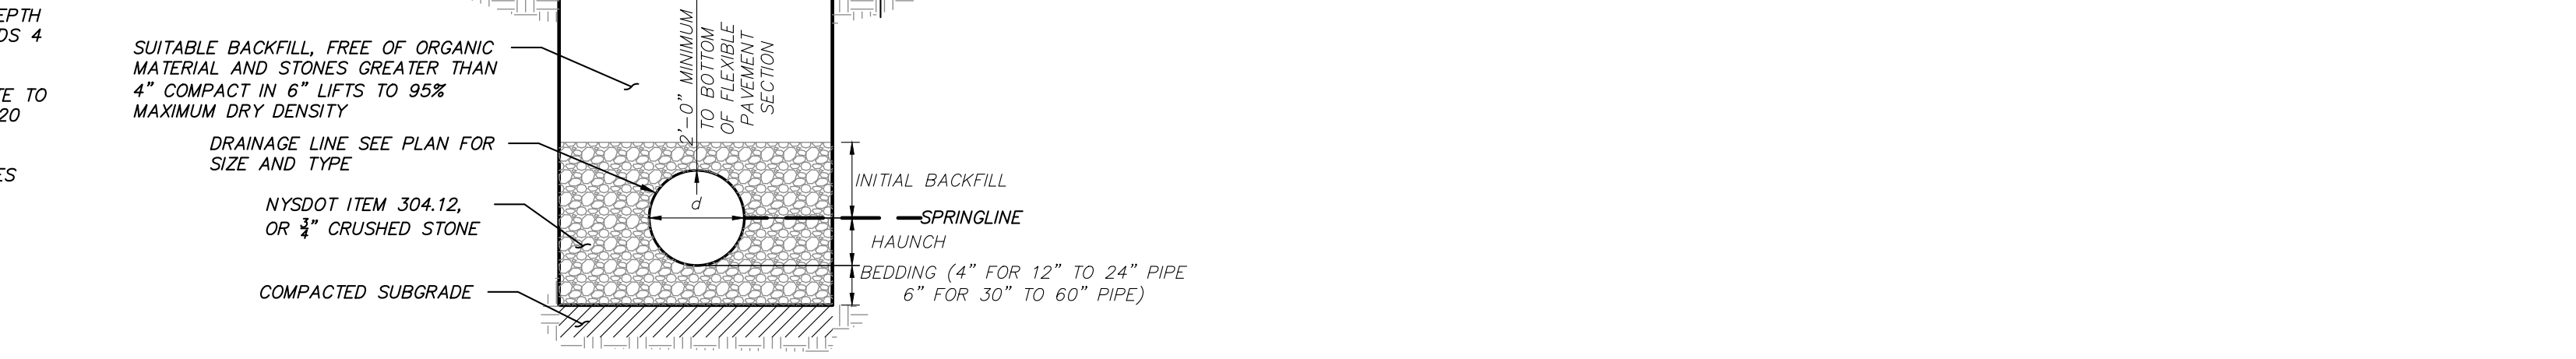 EPTH
DS 4
TE TO
20
ES
SUITABLE BACKFILL, FREE OF ORGANIC
MATERIAL AND STONES GREATER THAN
4" COMPACT IN 6" LIFTS TO 95%
MAXIMUM DRY DENSITY
DRAINAGE LINE SEE PLAN FOR
SIZE AND TYPE
NYSDOT ITEM 304.12,
OR 3/4" CRUSHED STONE
COMPACTED SUBGRADE
2'-0" MINIMUM
TO BOTTOM
OF FLEXIBLE
PAVEMENT
SECTION
d
INITIAL BACKFILL
SPRINGLINE
HAUNCH
BEDDING (4" FOR 12" TO 24" PIPE
6" FOR 30" TO 60" PIPE)